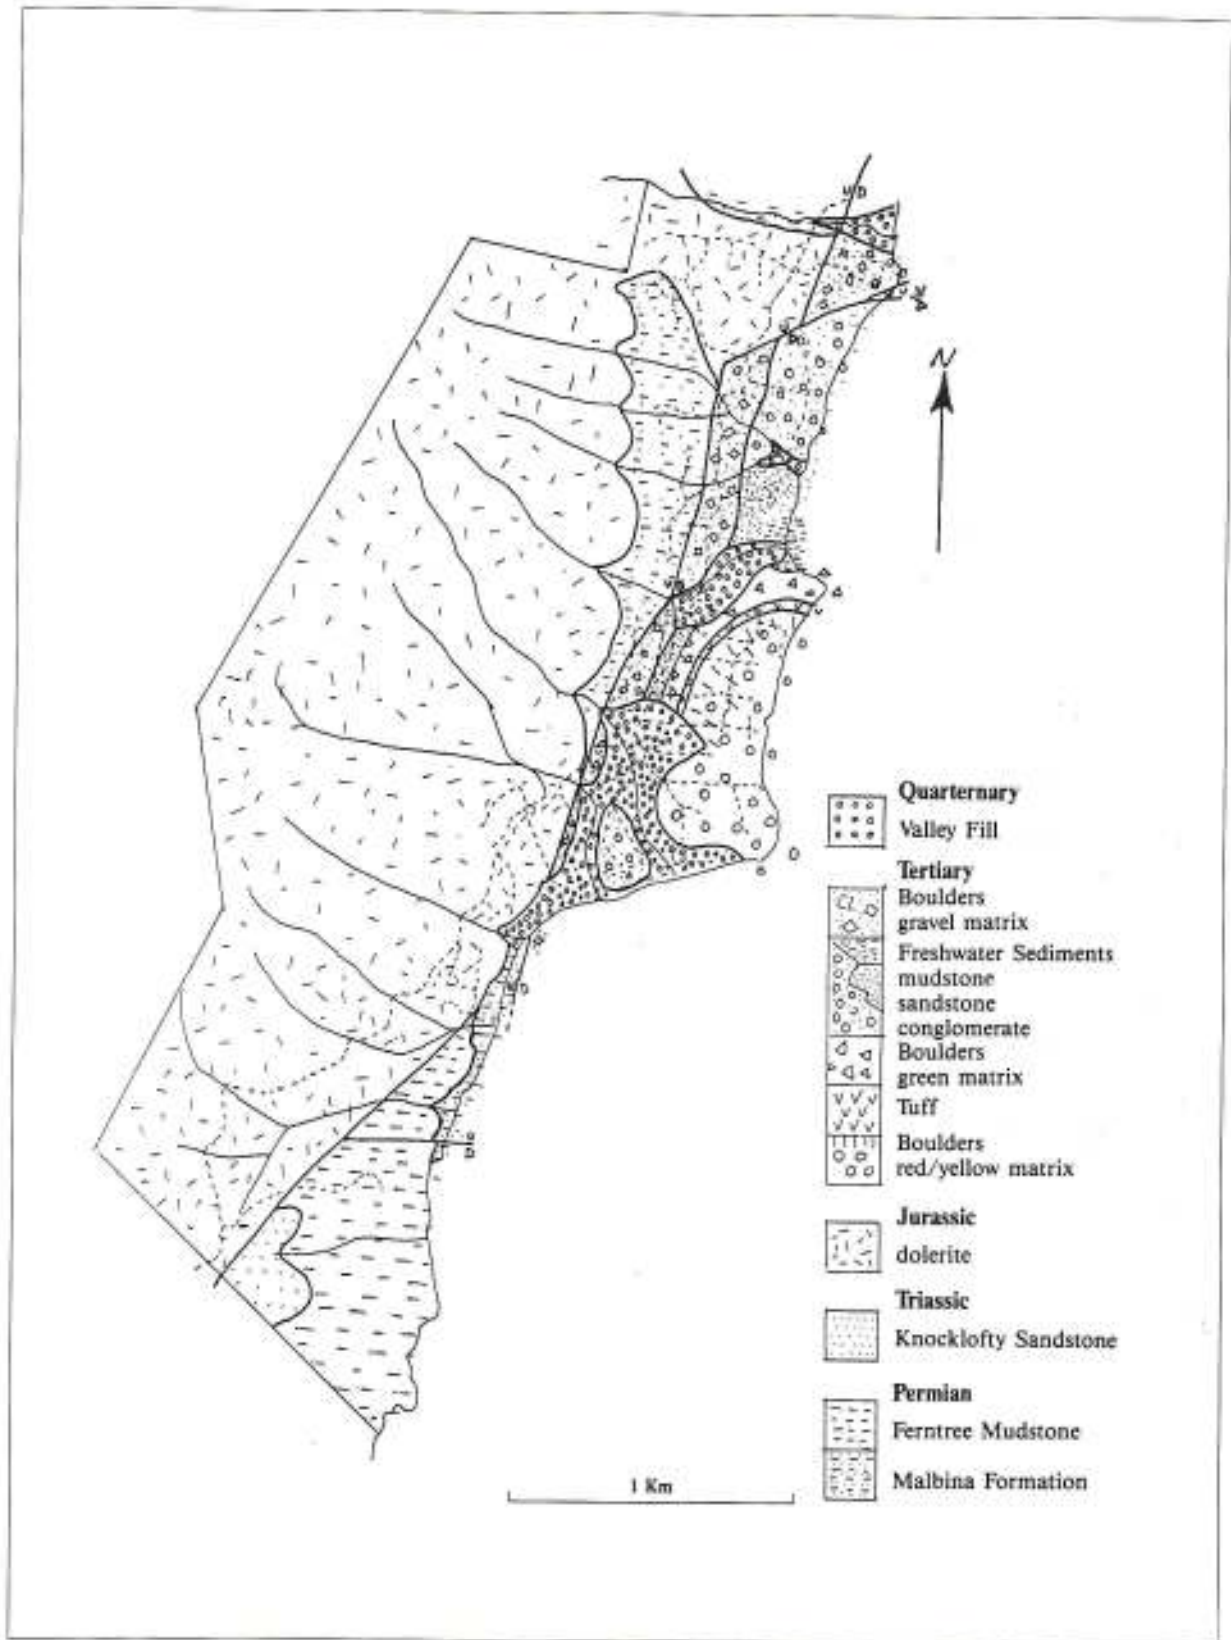 N
Quarternary
Valley Fill
Tertiary
Boulders
gravel matrix
Freshwater Sediments
mudstone
sandstone
conglomerate
Boulders
green matrix
Tuff
Boulders
red/yellow matrix
Jurassic
dolerite
Triassic
Knocklofty Sandstone
Permian
Ferntree Mudstone
Malbina Formation
1 Km